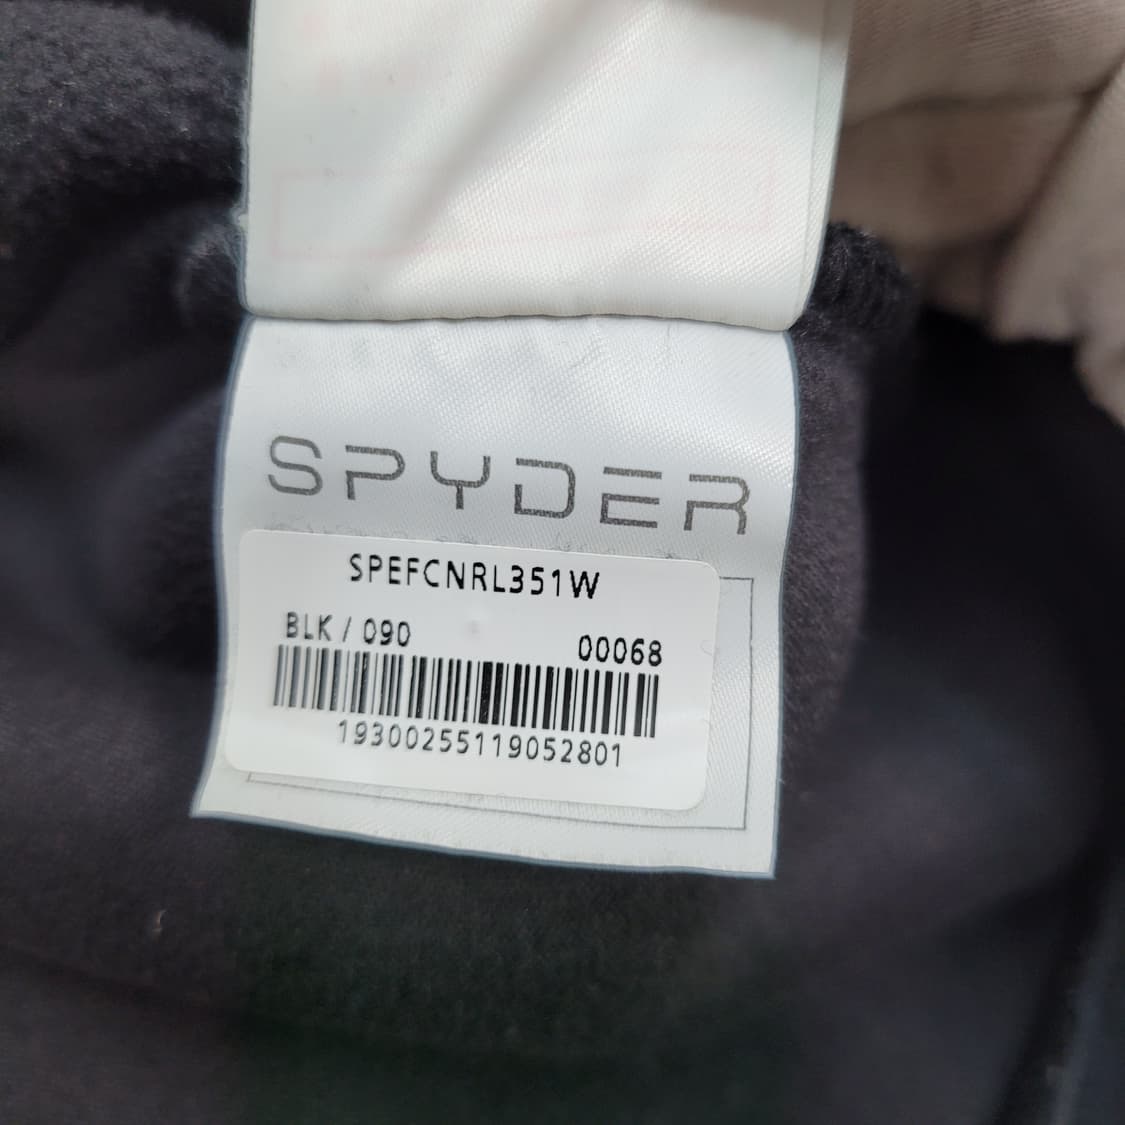 SPYDER
SPEFCNRL351W
BLK / 090
00068
19300255119052801